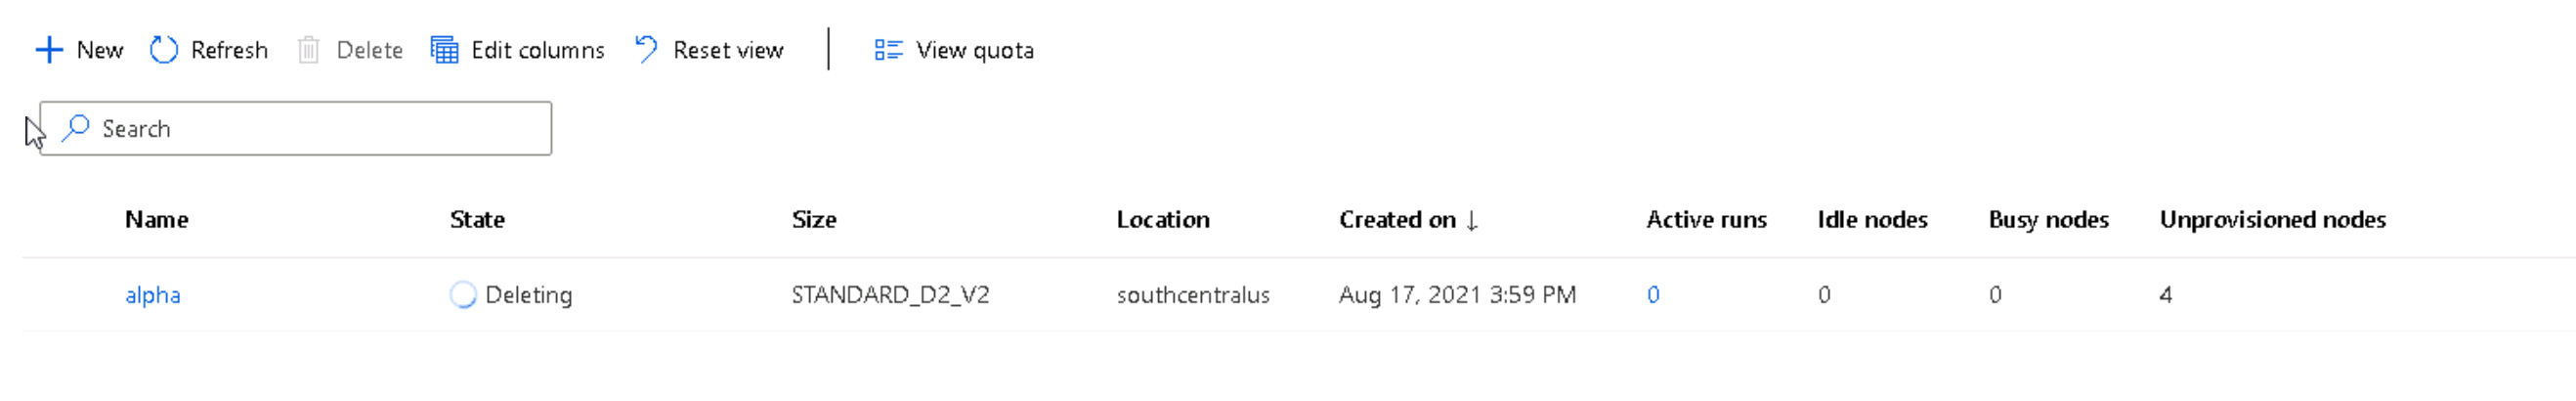 New Refresh Delete Edit columns Reset view View quota
Search
Name State Size Location Created on ↓ Active runs Idle nodes Busy nodes Unprovisioned nodes
alpha Deleting STANDARD_D2_V2 southcentralus Aug 17, 2021 3:59 PM 0 0 0 4